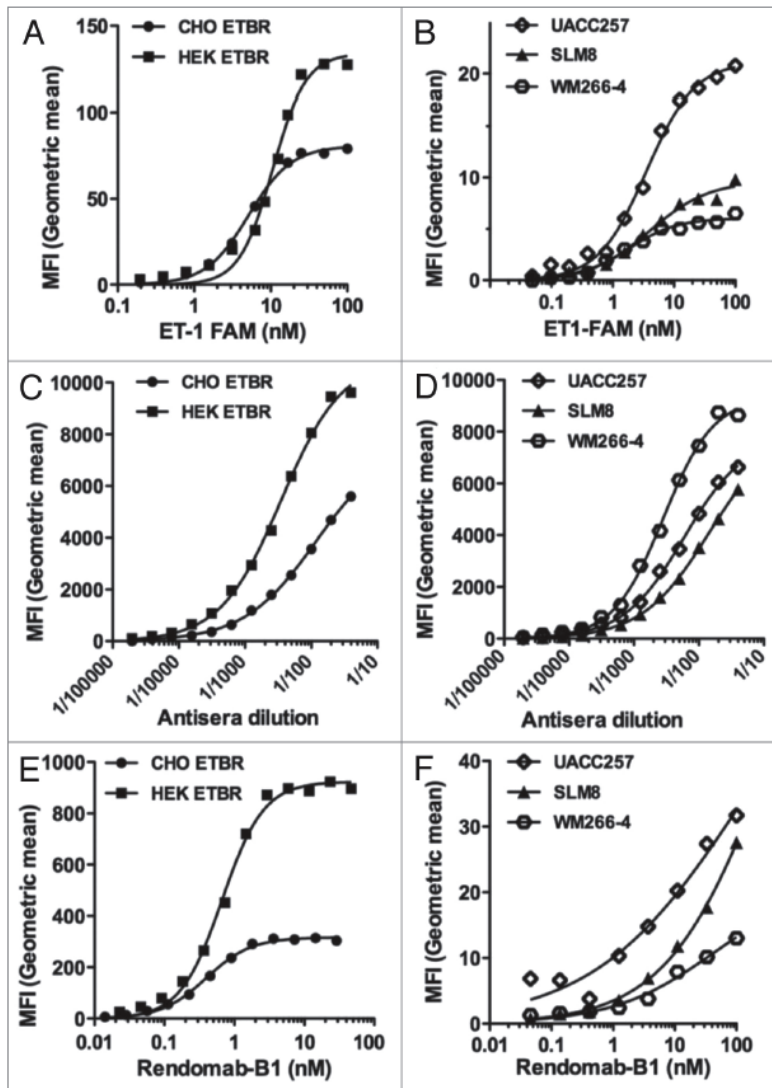 A
CHO ETBR
HEK ETBR
MFI (Geometric mean)
150
100
50
0
0.1 1 10 100
ET-1 FAM (nM)
B
UACC257
SLM8
WM266-4
MFI (Geometric mean)
20
10
0
0.1 1 10 100
ET1-FAM (nM)
C
CHO ETBR
HEK ETBR
MFI (Geometric mean)
10000
8000
6000
4000
2000
0
1/1000000 1/100000 1/10000 1/1000 1/100 1/10
Antisera dilution
D
UACC257
SLM8
WM266-4
MFI (Geometric mean)
10000
8000
6000
4000
2000
0
1/100000 1/10000 1/1000 1/100 1/10
Antisera dilution
E
CHO ETBR
HEK ETBR
MFI (Geometric mean)
1000
800
600
400
200
0
0.01 0.1 1 10 100
Rendomab-B1 (nM)
F
UACC257
SLM8
WM266-4
MFI (Geometric mean)
40
30
20
10
0
0.01 0.1 1 10 100
Rendomab-B1 (nM)